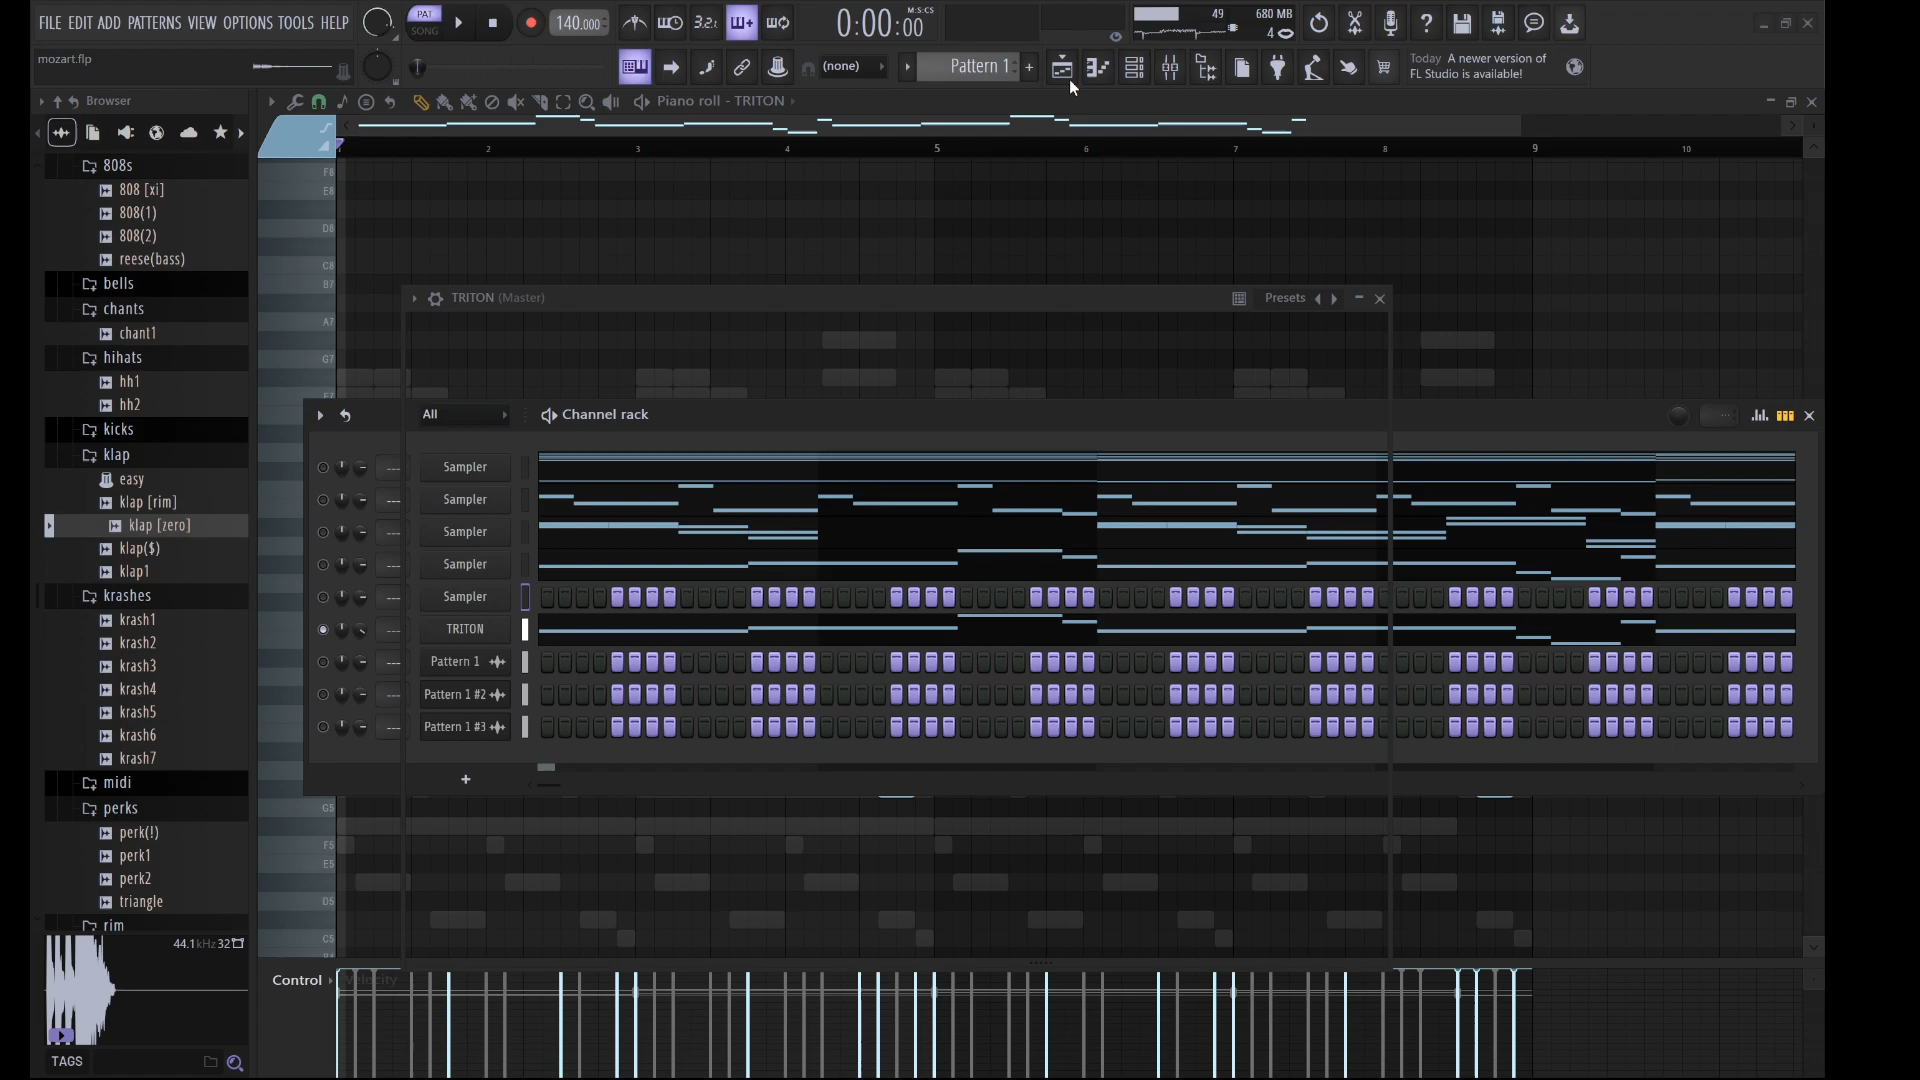 FILE EDIT ADD PATTERNS VIEW OPTIONS TOOLS HELP
PAT
SONG
140.000
3.2.
0:00:00
M:S:CS
49
680 MB
4
mozart.flp
(none)
Pattern 1
+
Today A newer version of
FL Studio is available!
Browser
Piano roll - TRITON
2 3 4 5 6 7 8 9 10
F8
E8
D8
C8
B7
A7
G7
E7
808s
808 [xi]
808(1)
808(2)
reese(bass)
bells
chants
chant1
hihats
hh1
hh2
kicks
klap
easy
klap [rim]
klap [zero]
klap($)
klap1
krashes
krash1
krash2
krash3
krash4
krash5
krash6
krash7
midi
perks
perk(!)
perk1
perk2
triangle
rim
44.1kHz 32
TAGS
TRITON (Master)
Presets
All
Channel rack
Sampler
Sampler
Sampler
Sampler
Sampler
TRITON
Pattern 1
Pattern 1 #2
Pattern 1 #3
+
G5
F5
E5
D5
C5
Control
Velocity